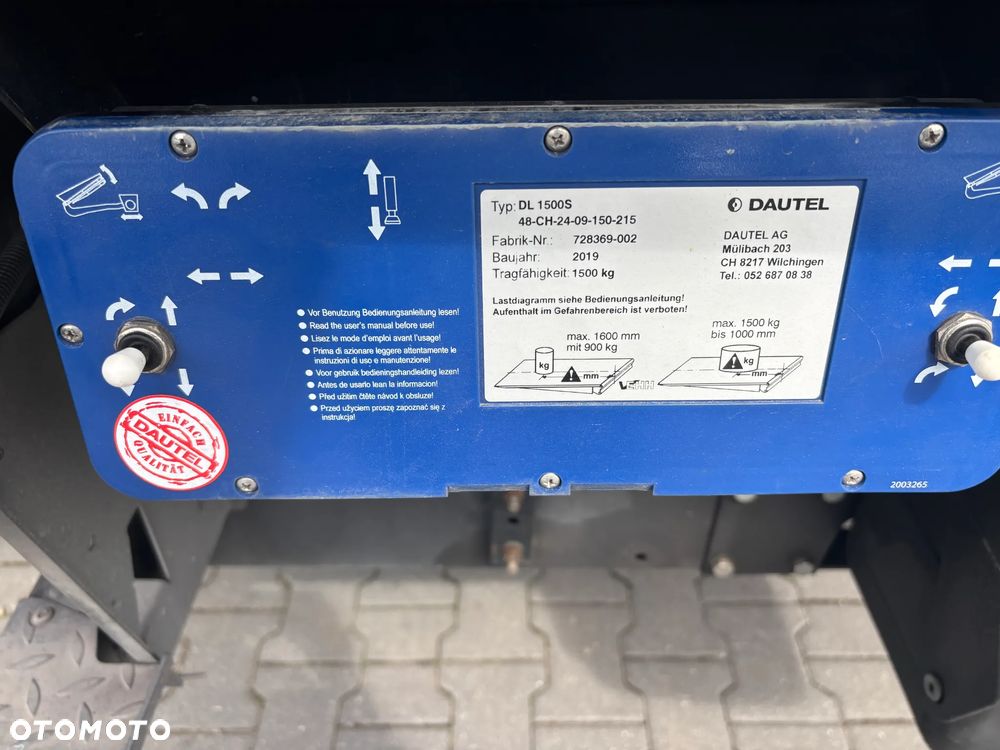 Typ: DL 1500S
48-CH-24-09-150-215
Fabrik-Nr.: 728369-002
Baujahr: 2019
Tragfähigkeit: 1500 kg
DAUTEL
DAUTEL AG
Mülibach 203
CH 8217 Wilchingen
Tel.: 052 687 08 38
Lastdiagramm siehe Bedienungsanleitung!
Aufenthalt im Gefahrenbereich ist verboten!
max. 1600 mm
mit 900 kg
kg
mm
max. 1500 kg
bis 1000 mm
kg
mm
Vor Benutzung Bedienungsanleitung lesen!
Read the user's manual before use!
Lisez le mode d'emploi avant l'usage!
Prima di azionare leggere attentamente le
instruzioni di uso e manutenzione!
Voor gebruik bedieningshandleiding lezen!
Antes de usarlo lean la informacion!
Před užitím čtěte návod k obsluze!
Przed użyciem proszę zapoznać się z
instrukcja!
EINFACH
DAUTEL
QUALITÄT
2003265
OTOMOTO